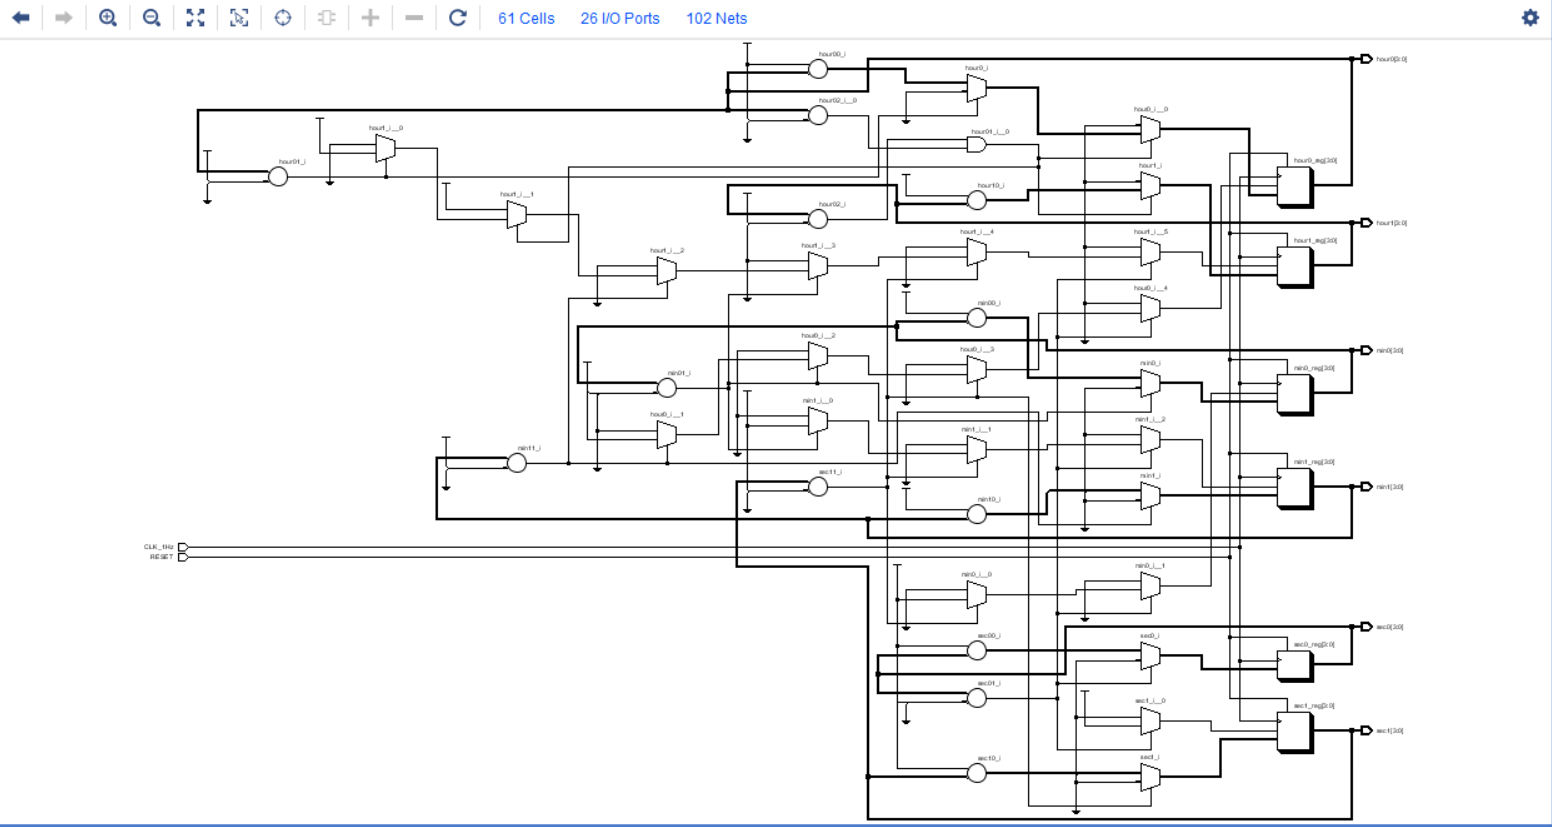 61 Cells 26 I/O Ports 102 Nets
hour00_i
hour0[3:0]
hour0_i
hour02_i__0
hour0_i__0
hour1_i__0
hour01_i__0
hour01_i
hour1_i
hour0_reg[3:0]
hour10_i
hour1_i__1
hour02_i
hour1[3:0]
hour1_i__4
hour1_i__5
hour1_reg[3:0]
hour1_i__3
hour1_i__2
hour0_i__4
min00_i
hour0_i__2
hour0_i__3
min0[3:0]
min0_i
min0_reg[3:0]
min01_i
min1_i__0
hour0_i__1
min1_i__2
min1_i__1
min11_i
min1_reg[3:0]
sec11_i
min1_i
min1[3:0]
min10_i
CLK_1Hz
RESET
min0_i__0
min0_i__1
sec0[3:0]
sec00_i
sec0_i
sec0_reg[3:0]
sec01_i
sec1_i__0
sec1_reg[3:0]
sec1[3:0]
sec10_i
sec1_i